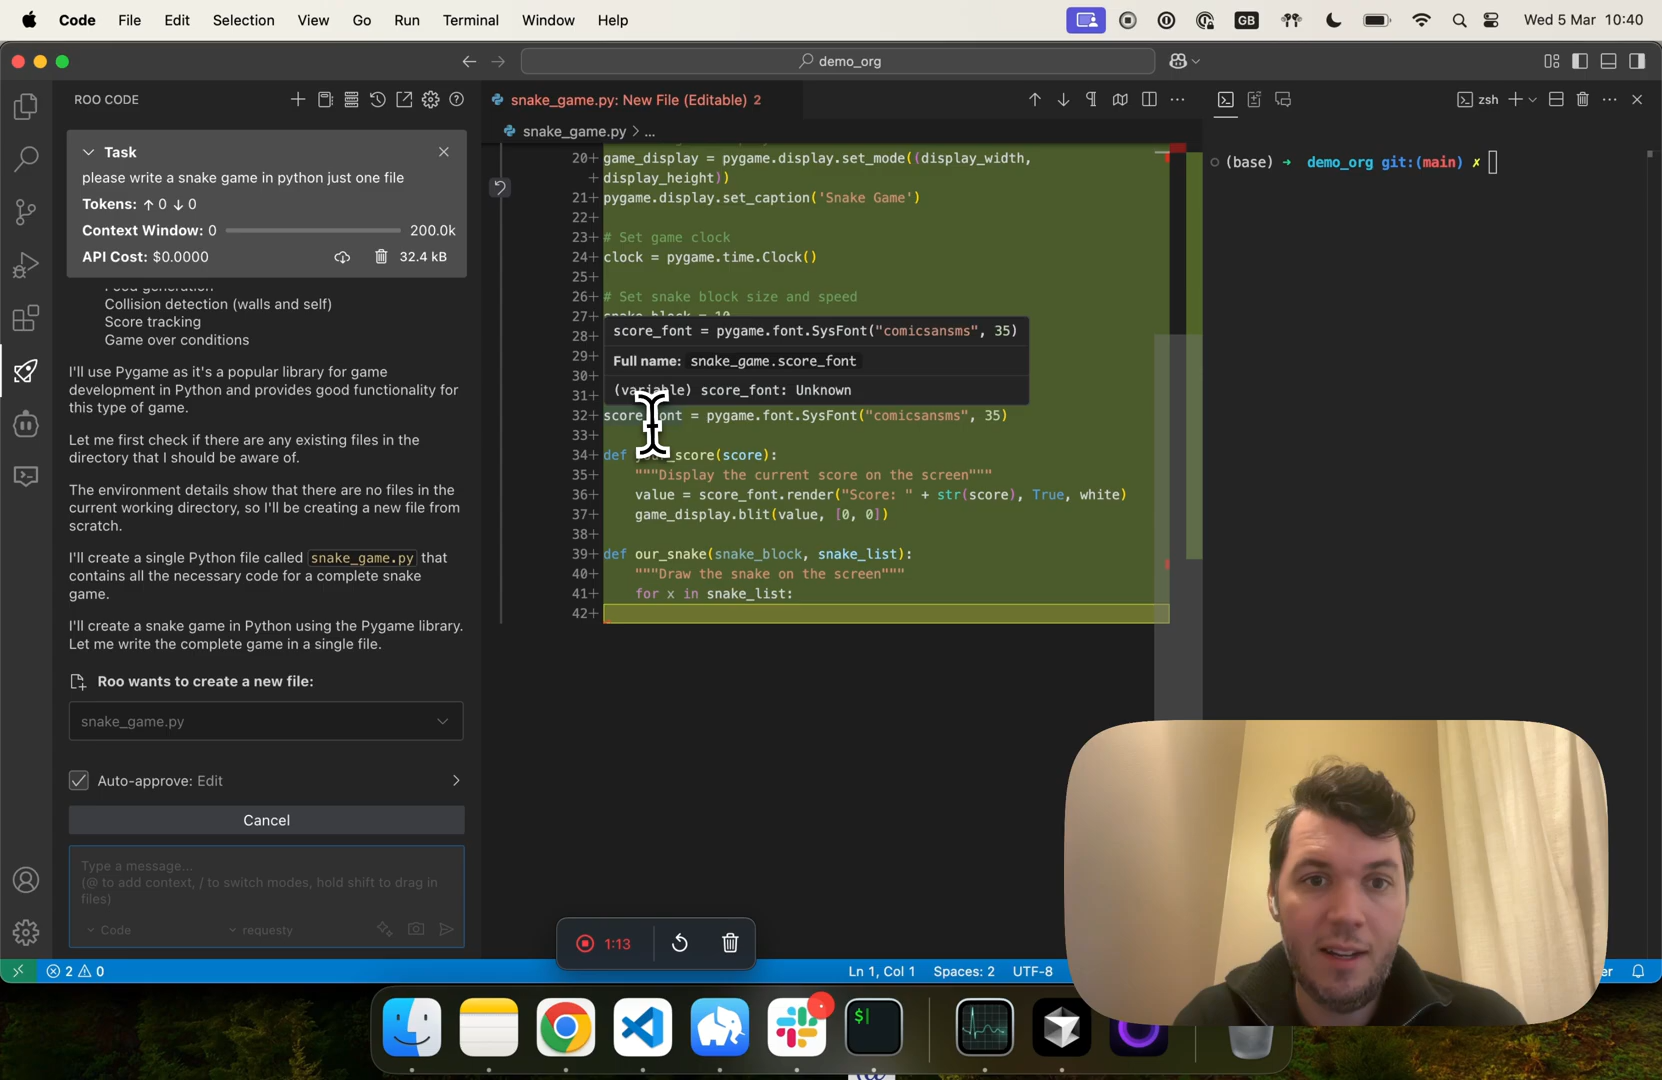 Code File Edit Selection View Go Run Terminal Window Help
GB
Wed 5 Mar 10:40
demo_org
ROO CODE
Task
please write a snake game in python just one file
Tokens: ↑ 0 ↓ 0
Context Window: 0 200.0k
API Cost: $0.0000 32.4 kB
Collision detection (walls and self)
Score tracking
Game over conditions
I'll use Pygame as it's a popular library for game
development in Python and provides good functionality for
this type of game.
Let me first check if there are any existing files in the
directory that I should be aware of.
The environment details show that there are no files in the
current working directory, so I'll be creating a new file from
scratch.
I'll create a single Python file called snake_game.py that
contains all the necessary code for a complete snake
game.
I'll create a snake game in Python using the Pygame library.
Let me write the complete game in a single file.
Roo wants to create a new file:
snake_game.py
Auto-approve: Edit
Cancel
Type a message...
(@ to add context, / to switch modes, hold shift to drag in
files)
Code requesty
snake_game.py: New File (Editable) 2
snake_game.py > ...
20+ game_display = pygame.display.set_mode((display_width,
+ display_height))
21+ pygame.display.set_caption('Snake Game')
22+
23+ # Set game clock
24+ clock = pygame.time.Clock()
25+
26+ # Set snake block size and speed
27+ snake_block = 10
28+
29+
30+
31+
score_font = pygame.font.SysFont("comicsansms", 35)
Full name: snake_game.score_font
(variable) score_font: Unknown
32+ score_font = pygame.font.SysFont("comicsansms", 35)
33+
34+ def your_score(score):
35+ """Display the current score on the screen"""
36+ value = score_font.render("Score: " + str(score), True, white)
37+ game_display.blit(value, [0, 0])
38+
39+ def our_snake(snake_block, snake_list):
40+ """Draw the snake on the screen"""
41+ for x in snake_list:
42+
zsh
(base) → demo_org git:(main) ✗
1:13
2 0
Ln 1, Col 1 Spaces: 2 UTF-8
$